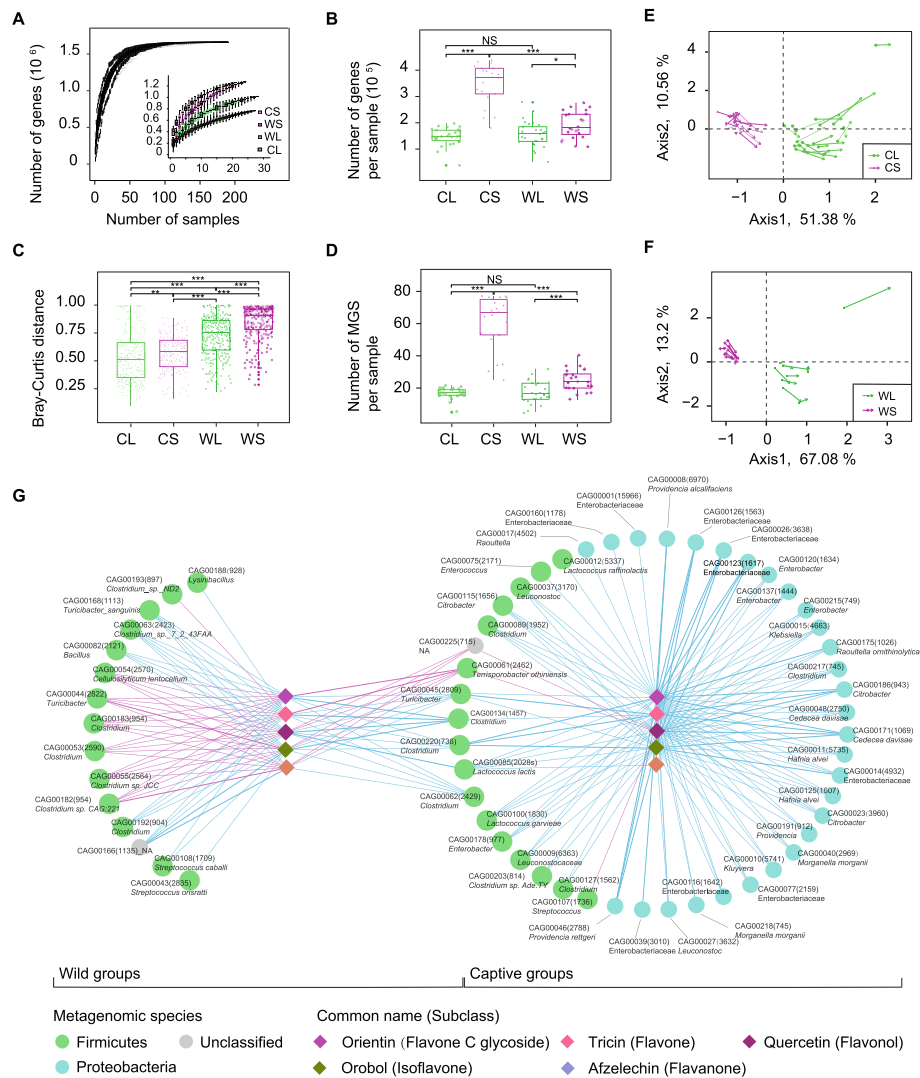 A
Number of genes (10 6)
1.5
1.0
0.5
0
0 50 100 150 200
Number of samples
1.2
1.0
0.8
0.6
0.4
0.2
0
0 10 20 30
CS
WS
WL
CL
B
Number of genes
per sample (10 5)
4
3
2
1
NS
*** ***
*
CL CS WL WS
E
Axis2, 10.96 %
4
2
0
−2
−1 0 1 2
Axis1, 51.38 %
CL
CS
C
Bray-Curtis distance
1.00
0.75
0.50
0.25
***
*** ***
** ***
***
CL CS WL WS
D
Number of MGS
per sample
80
60
40
20
NS
*** ***
***
CL CS WL WS
F
Axis2, 13.2 %
2
0
−2
−1 0 1 2 3
Axis1, 67.08 %
WL
WS
G
CAG00188(928)
Lysinibacillus
CAG00193(897)
Clostridium_sp_ND2
CAG00168(1113)
Turicibacter_sanguinis
CAG00063(2423)
Clostridium_sp._7_2_43FAA
CAG00082(2121)
Bacillus
CAG00054(2570)
Cellulosilyticum lentocellum
CAG00044(2822)
Turicibacter
CAG00183(954)
Clostridium
CAG00053(2590)
Clostridium
CAG00055(2564)
Clostridium sp. JCC
CAG00182(954)
Clostridium sp. CAG:221
CAG00192(904)
Clostridium
CAG00166(1135)_NA
CAG00108(1709)
Streptococcus caballi
CAG00043(2835)
Streptococcus orisratti
CAG00008(6970)
Providencia alcalifaciens
CAG00001(15966)
Enterobacteriaceae
CAG00160(1178)
Enterobacteriaceae
CAG00017(4502)
Raoultella
CAG00012(5337)
Lactococcus raffinolactis
CAG00075(2171)
Enterococcus
CAG00037(3170)
Leuconostoc
CAG00115(1656)
Citrobacter
CAG00089(1952)
Clostridium
CAG00225(715)
NA
CAG00061(2462)
Terrisporobacter othiniensis
CAG00045(2809)
Turicibacter
CAG00134(1457)
Clostridium
CAG00220(736)
Clostridium
CAG00085(2028s)
Lactococcus lactis
CAG00062(2429)
Clostridium
CAG00100(1830)
Lactococcus garvieae
CAG00178(977)
Enterobacter
CAG00009(6363)
Leuconostocaceae
CAG00203(814)
Clostridium sp. Ade.TY
CAG00127(1562)
Clostridium
CAG00107(1736)
Streptococcus
CAG00046(2788)
Providencia rettgeri
CAG00126(1563)
Enterobacteriaceae
CAG00026(3638)
Enterobacteriaceae
CAG00123(1617)
Enterobacteriaceae
CAG00120(1634)
Enterobacter
CAG00137(1444)
Enterobacter
CAG00215(749)
Enterobacter
CAG00015(4663)
Klebsiella
CAG00175(1026)
Raoultella ornithinolytica
CAG00217(745)
Clostridium
CAG00186(943)
Citrobacter
CAG00048(2750)
Cedecea davisae
CAG00171(1069)
Cedecea davisae
CAG00011(5735)
Hafnia alvei
CAG00014(4932)
Enterobacteriaceae
CAG00125(1607)
Hafnia alvei
CAG00023(3960)
Citrobacter
CAG00191(912)
Providencia
CAG00040(2969)
Morganella morganii
CAG00010(5741)
Kluyvera
CAG00077(2159)
Enterobacteriaceae
CAG00116(1642)
Enterobacteriaceae
CAG00218(745)
Morganella morganii
CAG00039(3010)
Enterobacteriaceae
CAG00027(3632)
Leuconostoc
Wild groups Captive groups
Metagenomic species Common name (Subclass)
Firmicutes Unclassified Orientin (Flavone C glycoside) Tricin (Flavone) Quercetin (Flavonol)
Proteobacteria Orobol (Isoflavone) Afzelechin (Flavanone)